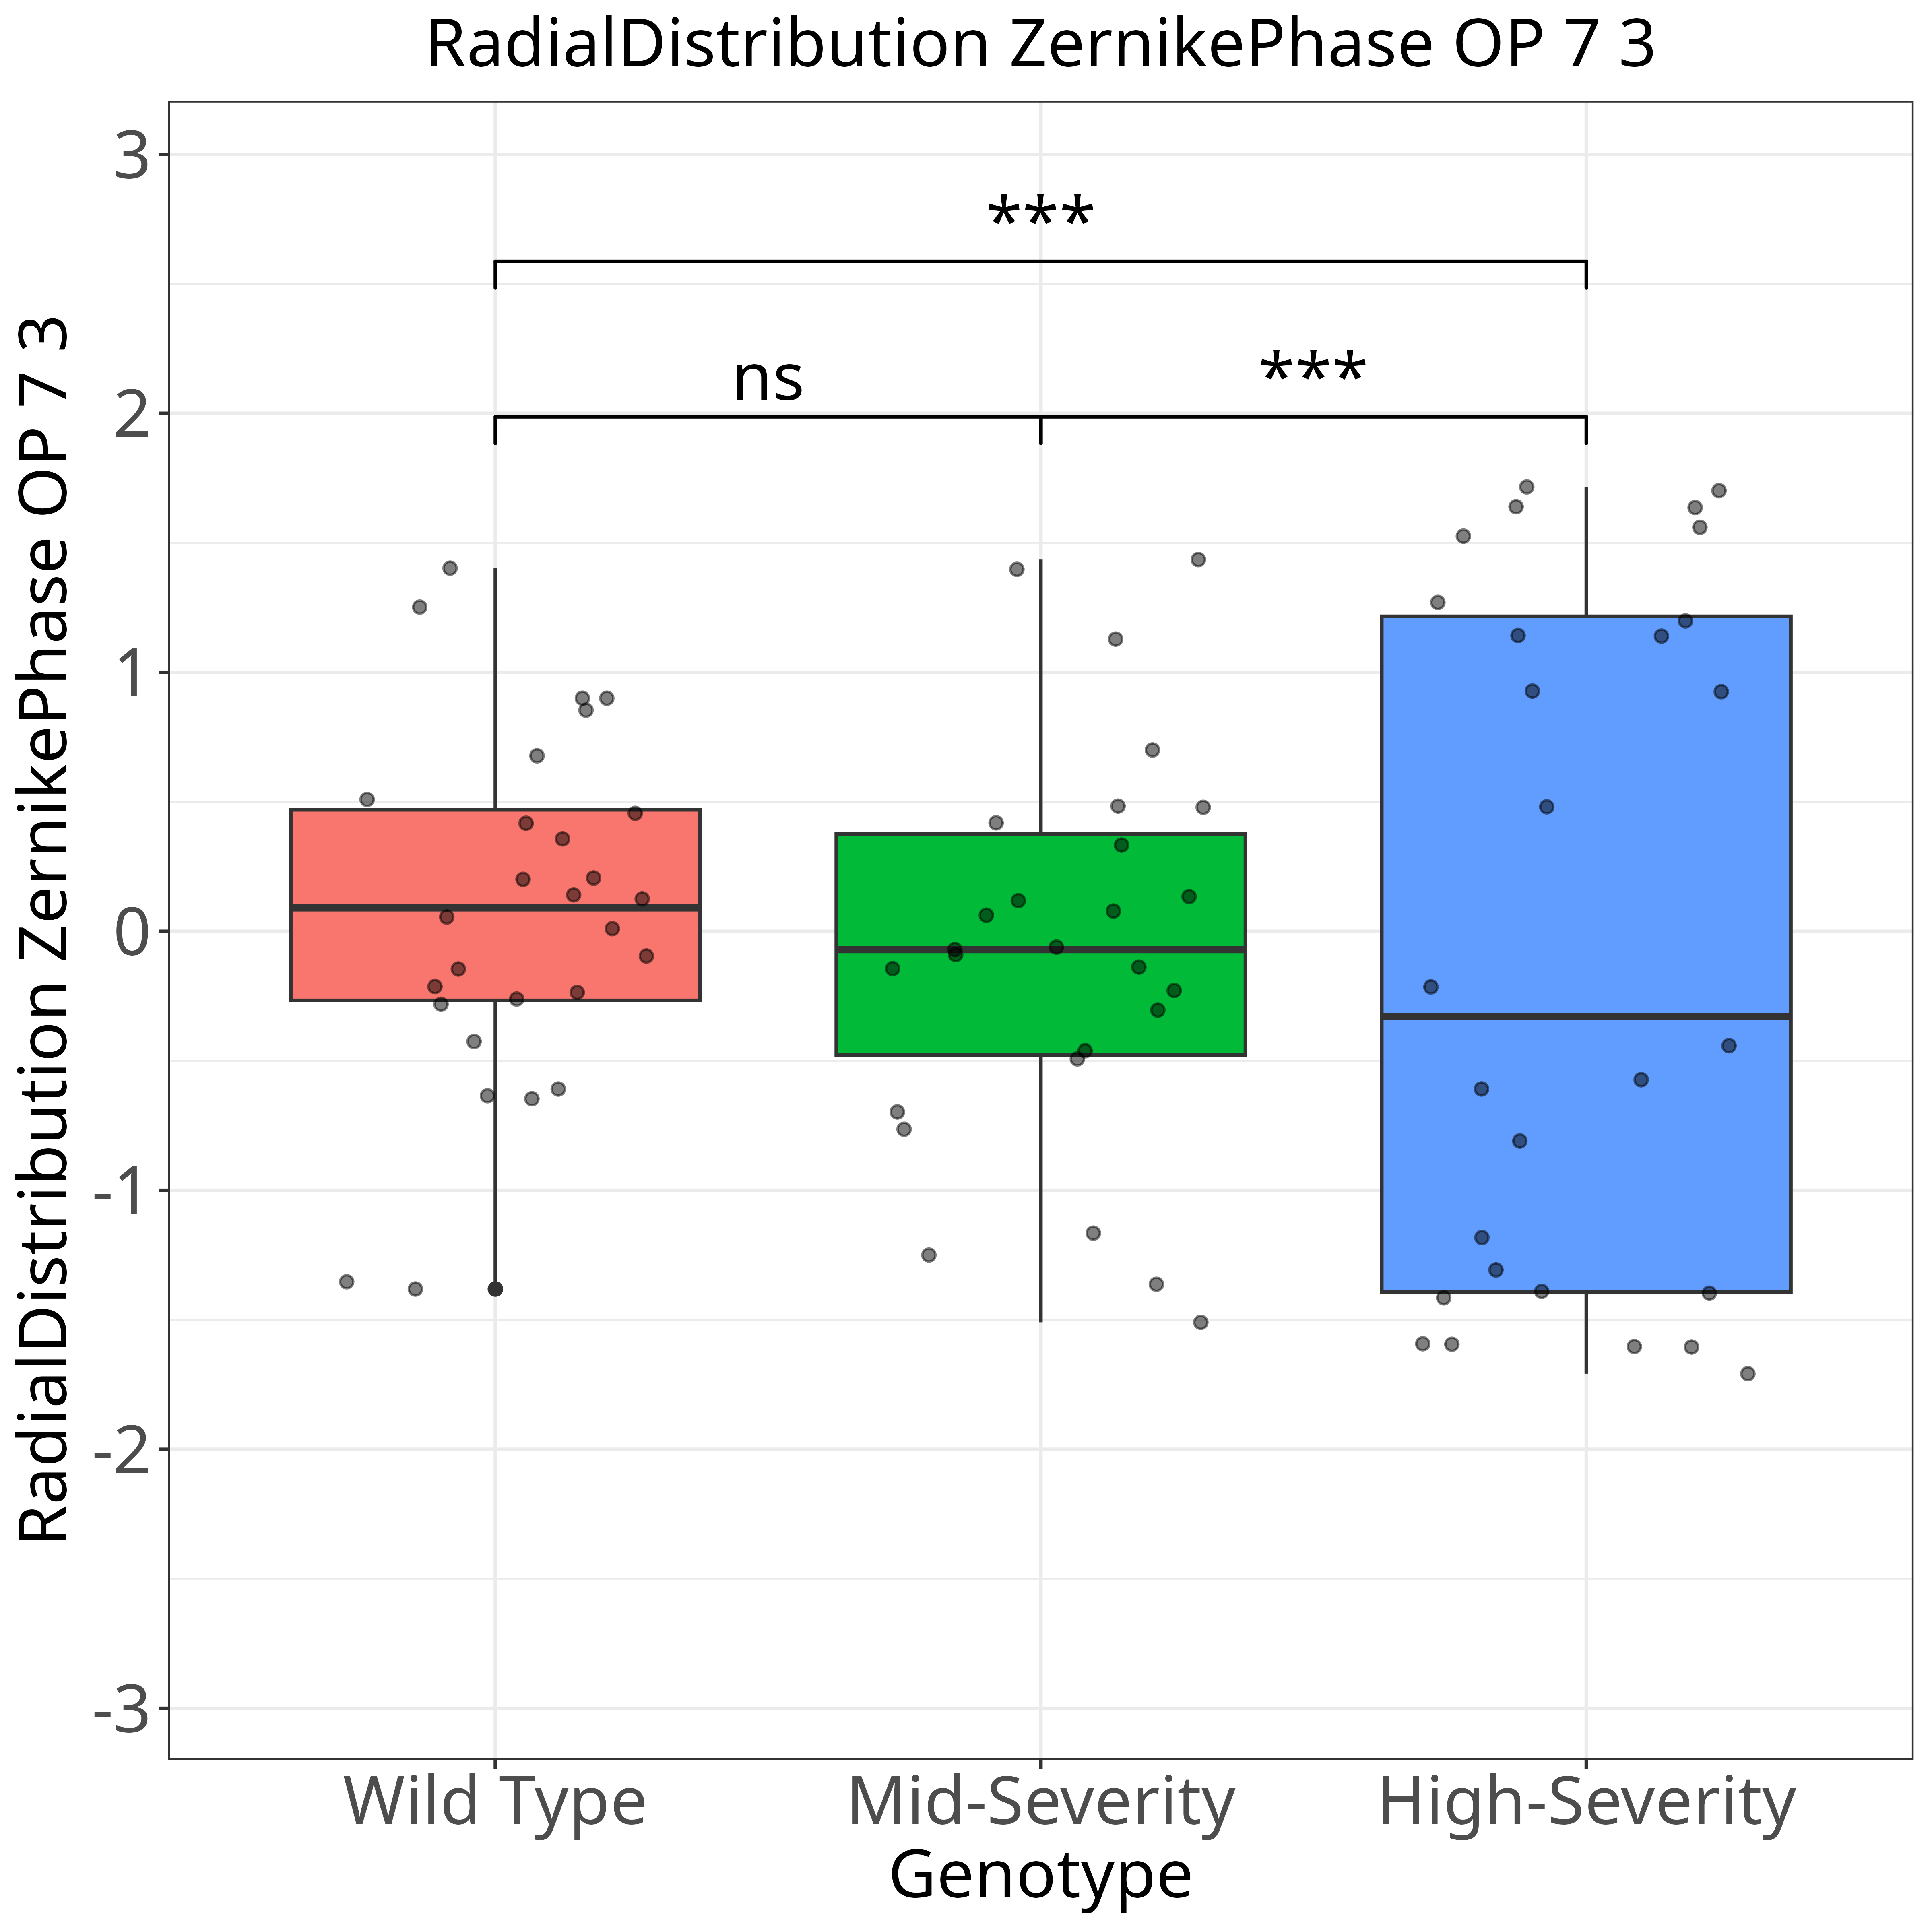 RadialDistribution ZernikePhase OP 7 3
RadialDistribution ZernikePhase OP 7 3
3
2
1
0
-1
-2
-3
***
ns
***
Wild Type
Mid-Severity
High-Severity
Genotype